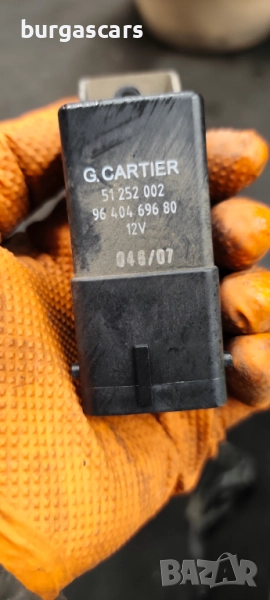 burgascars
G.CARTIER
51 252 002
96 404 696 80
12V
046/07
BAZAR